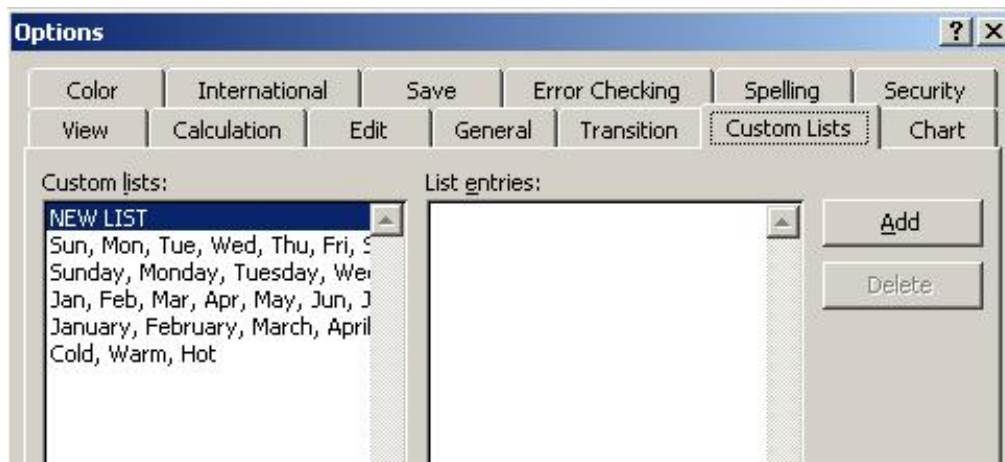 Options
Color International Save Error Checking Spelling Security
View Calculation Edit General Transition Custom Lists Chart
Custom lists: List entries:
NEW LIST
Add
Sun, Mon, Tue, Wed, Thu, Fri, S
Sunday, Monday, Tuesday, We
Delete
Jan, Feb, Mar, Apr, May, Jun, J
January, February, March, April
Cold, Warm, Hot